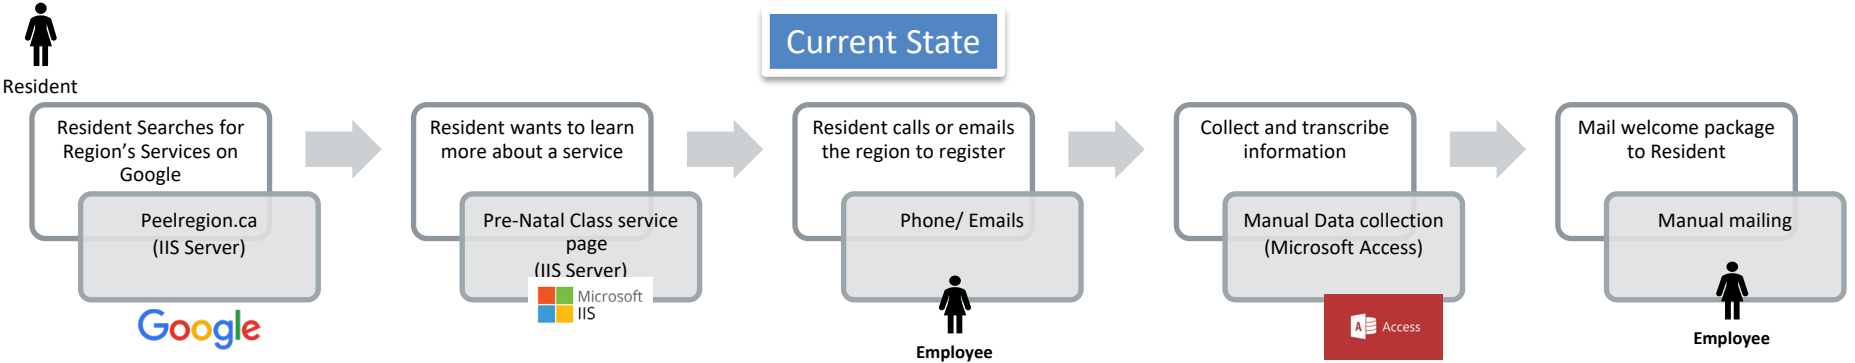 Current State
Resident
Resident Searches for
Region's Services on
Google
Peelregion.ca
(IIS Server)
Google
Resident wants to learn
more about a service
Pre-Natal Class service
page
(IIS Server)
Microsoft
IIS
Resident calls or emails
the region to register
Phone/ Emails
Employee
Collect and transcribe
information
Manual Data collection
(Microsoft Access)
A Access
Mail welcome package
to Resident
Manual mailing
Employee